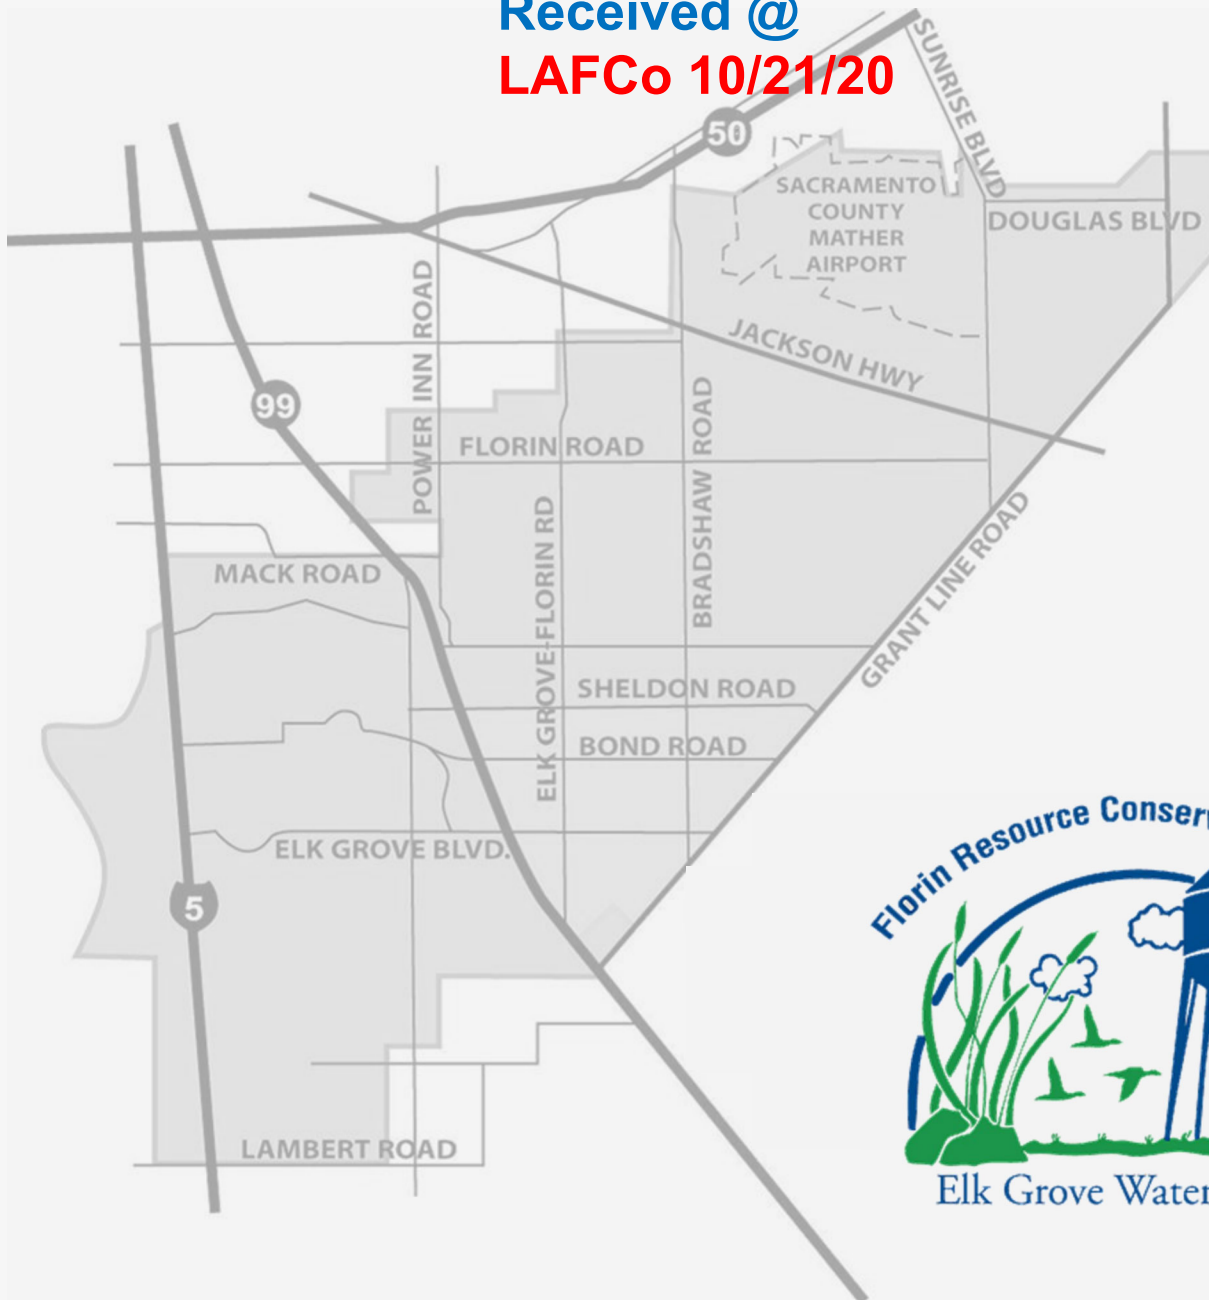 Received @
LAFCo 10/21/20
SUNRISE BLVD
50
SACRAMENTO
COUNTY
MATHER
AIRPORT
DOUGLAS BLVD
POWER INN ROAD
JACKSON HWY
99
FLORIN ROAD
BRADSHAW ROAD
ELK GROVE-FLORIN RD
GRANT LINE ROAD
MACK ROAD
SHELDON ROAD
BOND ROAD
ELK GROVE BLVD.
5
LAMBERT ROAD
Florin Resource
Elk Grove Water